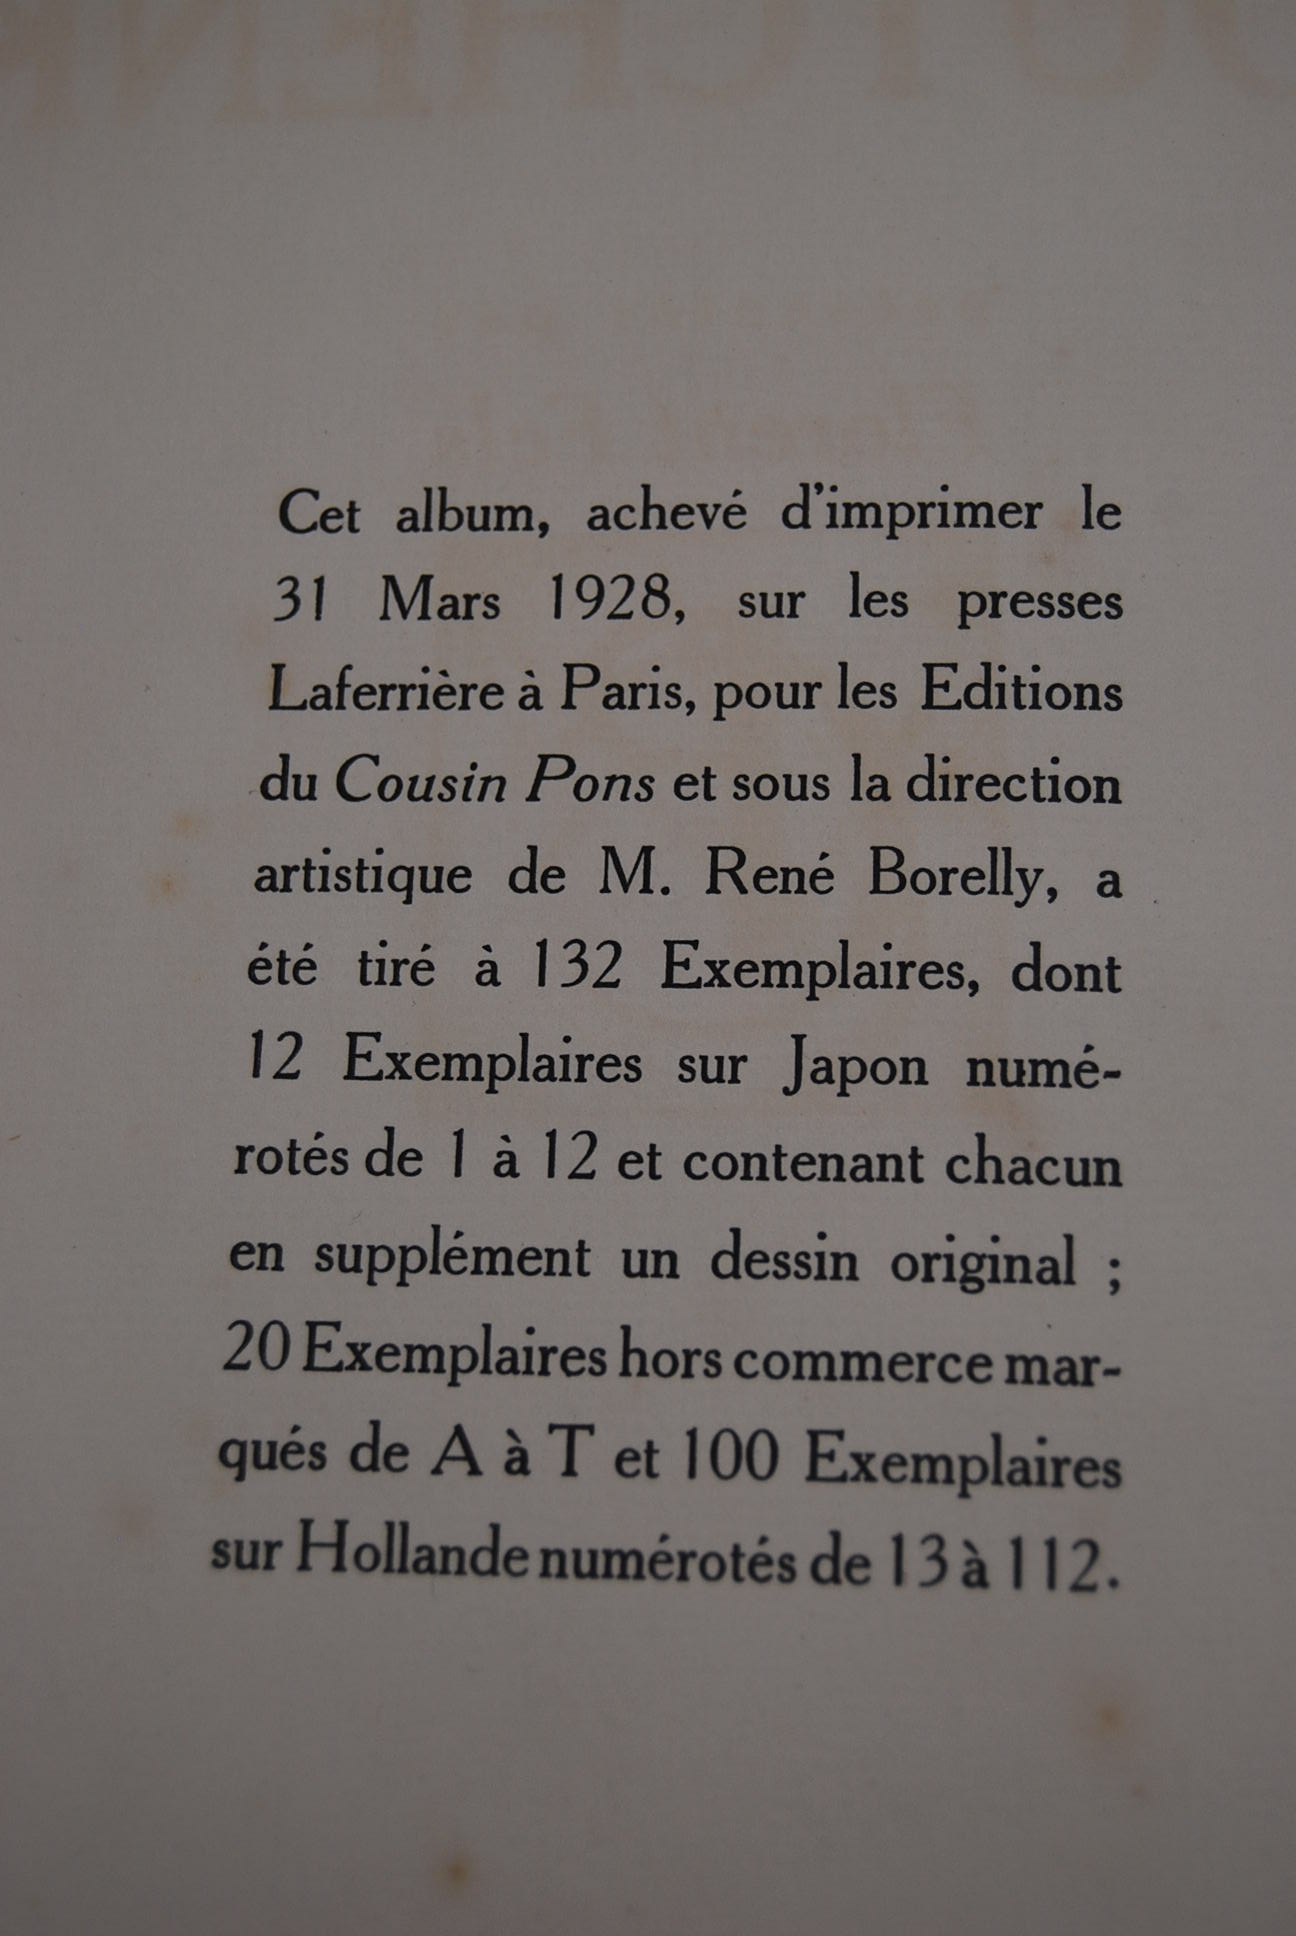 Cet album, achevé d'imprimer le
31 Mars 1928, sur les presses
Laferrière à Paris, pour les Editions
du Cousin Pons et sous la direction
artistique de M. René Borelly, a
été tiré à 132 Exemplaires, dont
12 Exemplaires sur Japon numé-
rotés de 1 à 12 et contenant chacun
en supplément un dessin original ;
20 Exemplaires hors commerce mar-
qués de A à T et 100 Exemplaires
sur Hollande numérotés de 13 à 112.